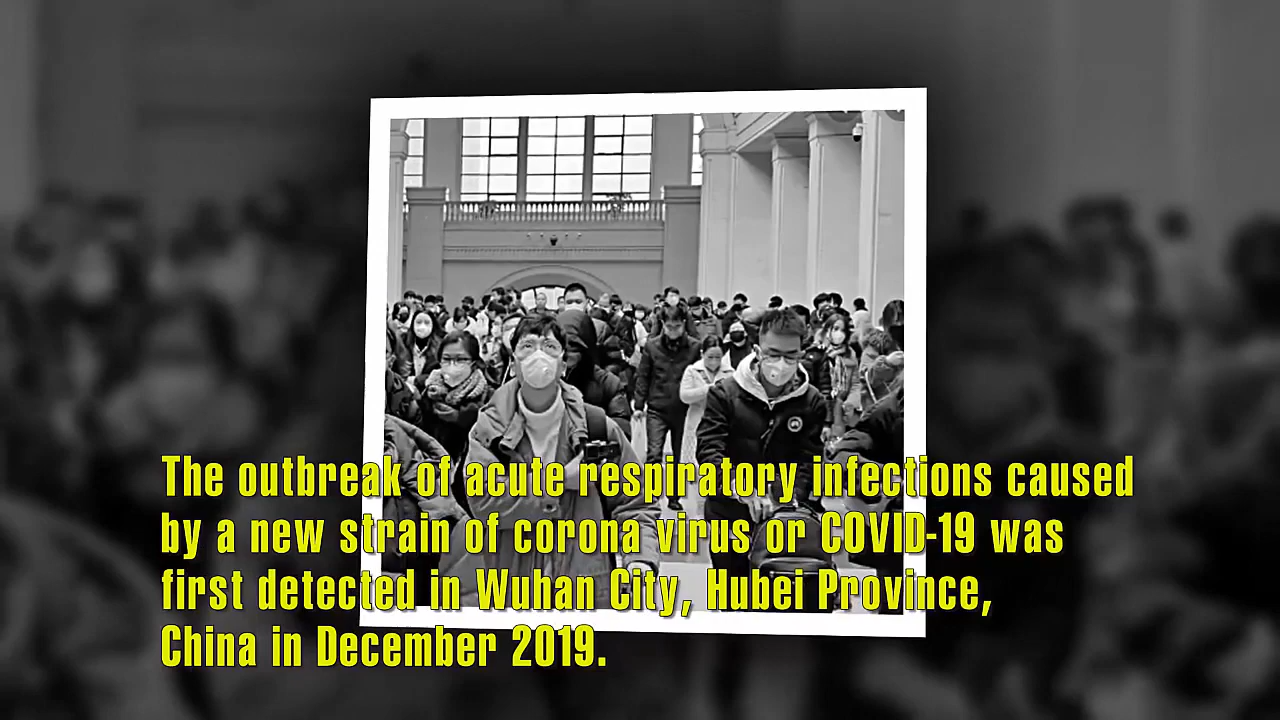 The outbreak of acute respiratory infections caused
by a new strain of corona virus or COVID-19 was
first detected in Wuhan City, Hubei Province,
China in December 2019.